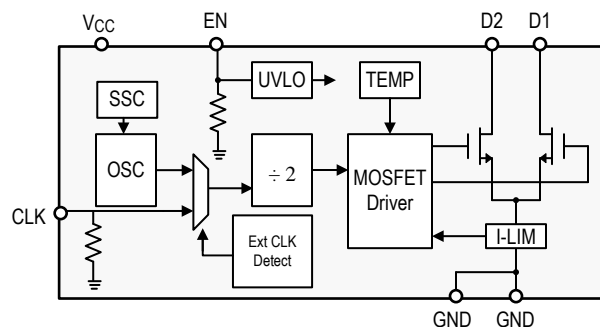 VCC
EN
D2
D1
SSC
UVLO
TEMP
OSC
÷ 2
MOSFET
Driver
CLK
Ext CLK
Detect
I-LIM
GND
GND